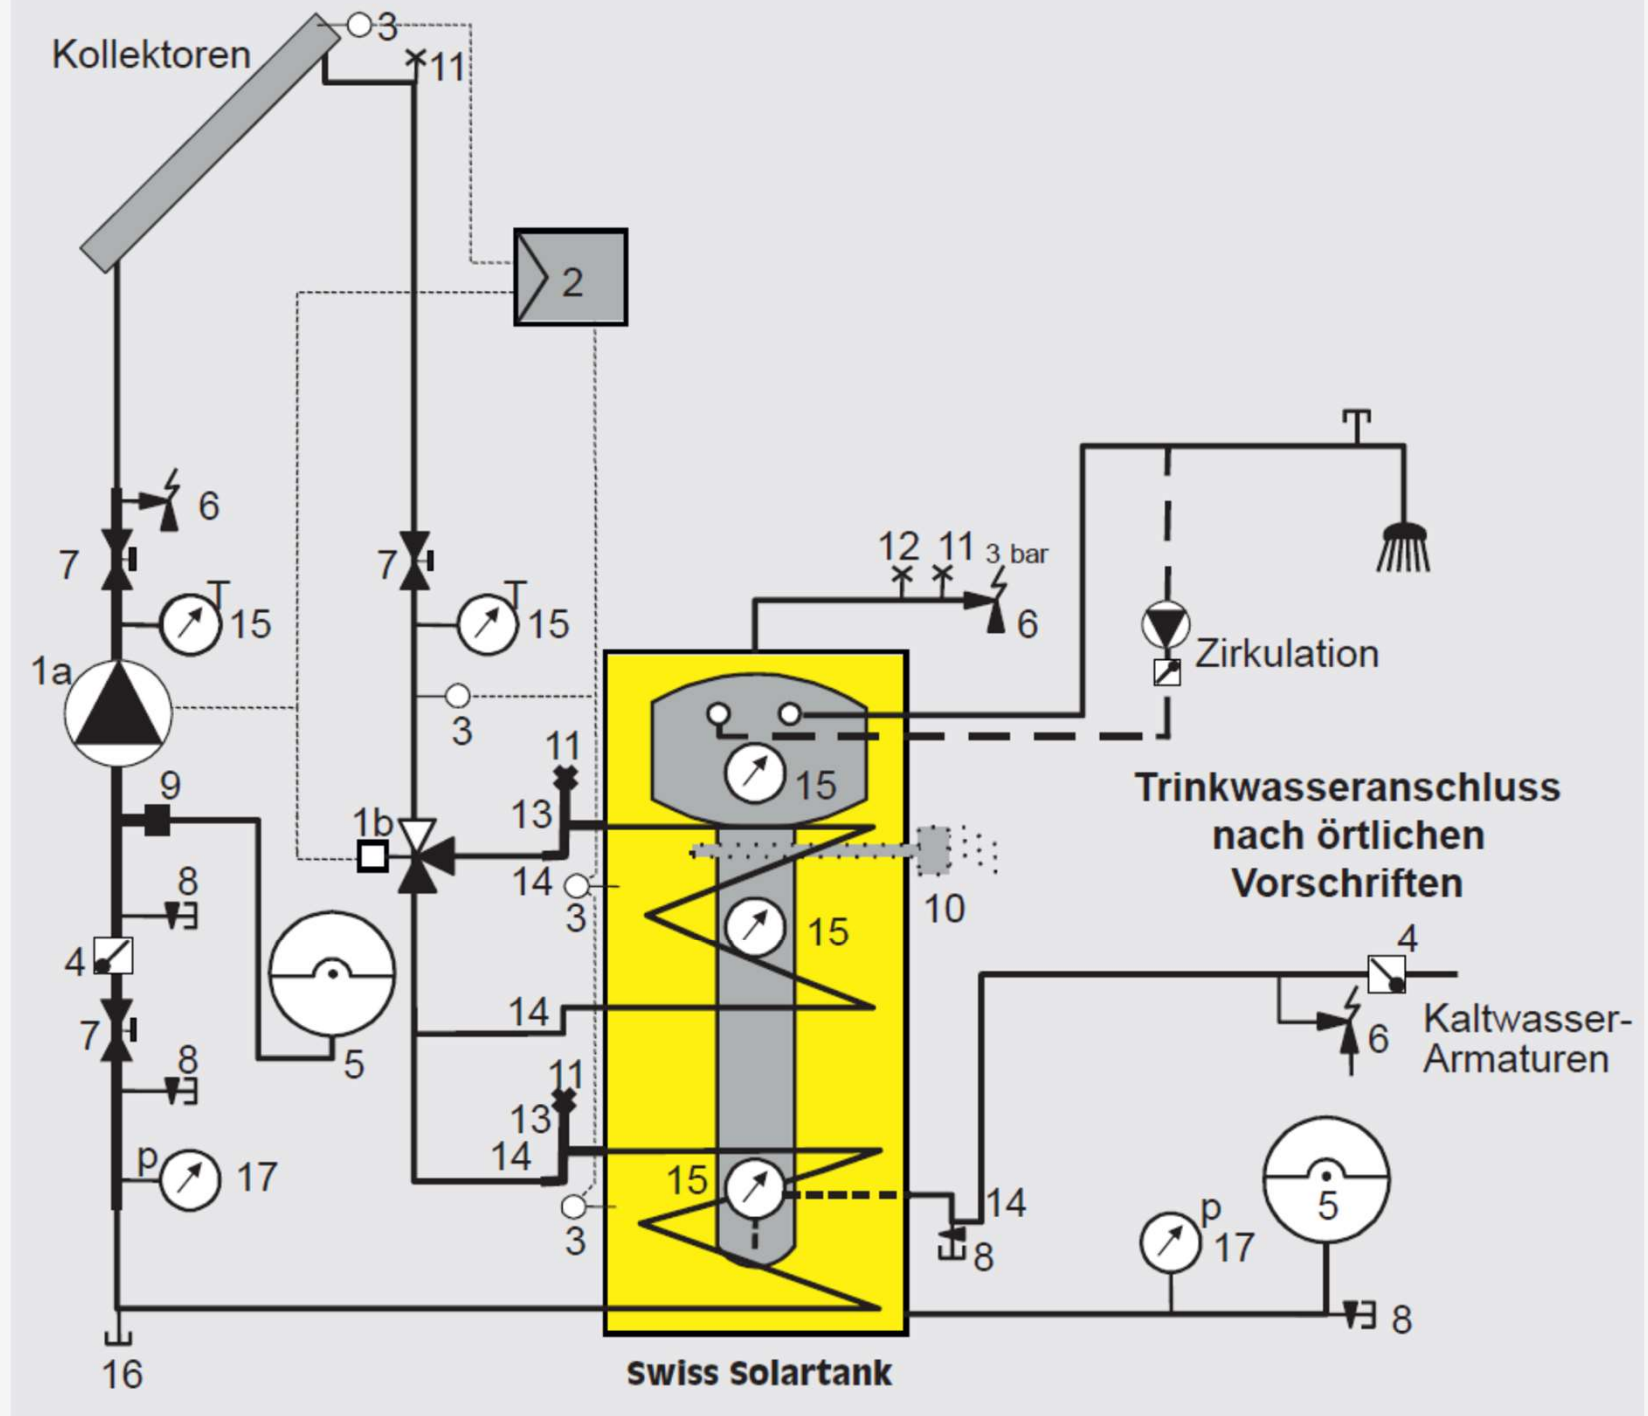 3
Kollektoren
11
2
6
7
7
T
15
T
15
12
11
3 bar
6
1a
Zirkulation
3
11
9
15
13
1b
Trinkwasseranschluss
nach örtlichen
Vorschriften
8
14
3
10
15
4
4
14
7
6
Kaltwasser-
Armaturen
8
5
11
13
14
p
17
15
14
5
p
17
3
8
8
16
Swiss Solartank